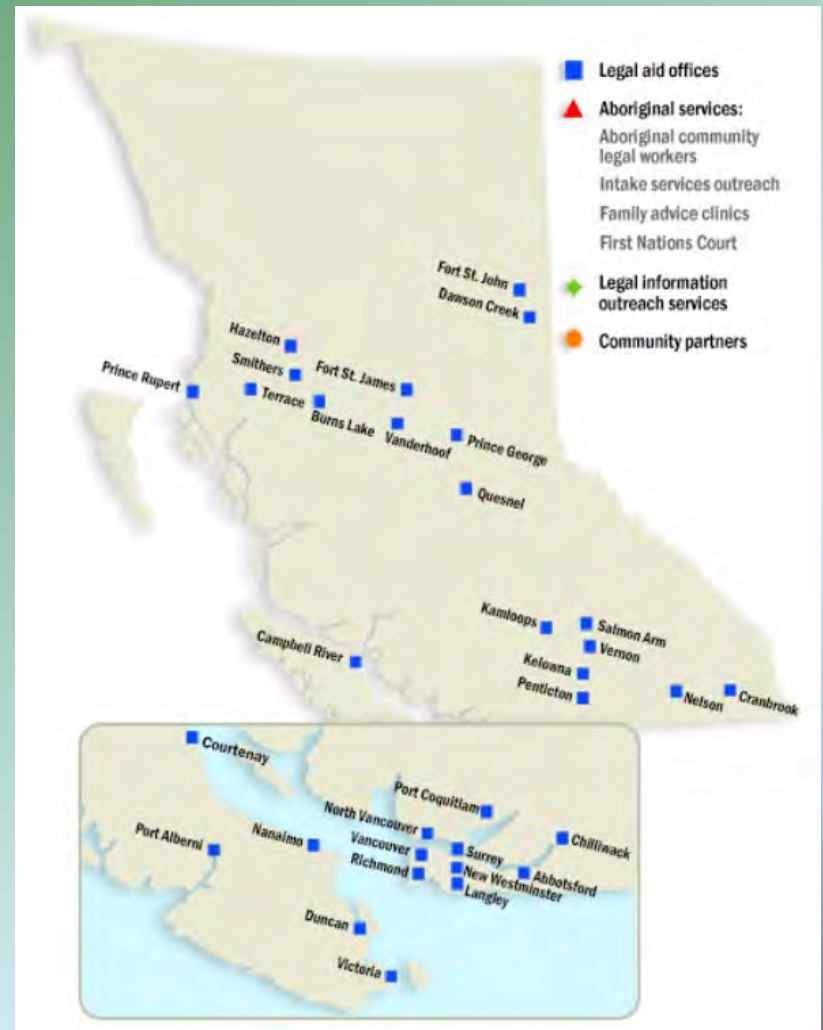 Legal aid offices
Aboriginal services:
Aboriginal community
legal workers
Intake services outreach
Family advice clinics
First Nations Court
Legal information
outreach services
Community partners
Fort St. John
Dawson Creek
Hazelton
Smithers
Fort St. James
Prince Rupert
Terrace
Burns Lake
Vanderhoof
Prince George
Quesnel
Kamloops
Salmon Arm
Vernon
Campbell River
Kelowna
Penticton
Nelson
Cranbrook
Courtenay
Port Coquitlam
North Vancouver
Port Alberni
Nanaimo
Vancouver
Surrey
Chilliwack
Richmond
New Westminster
Abbotsford
Langley
Duncan
Victoria